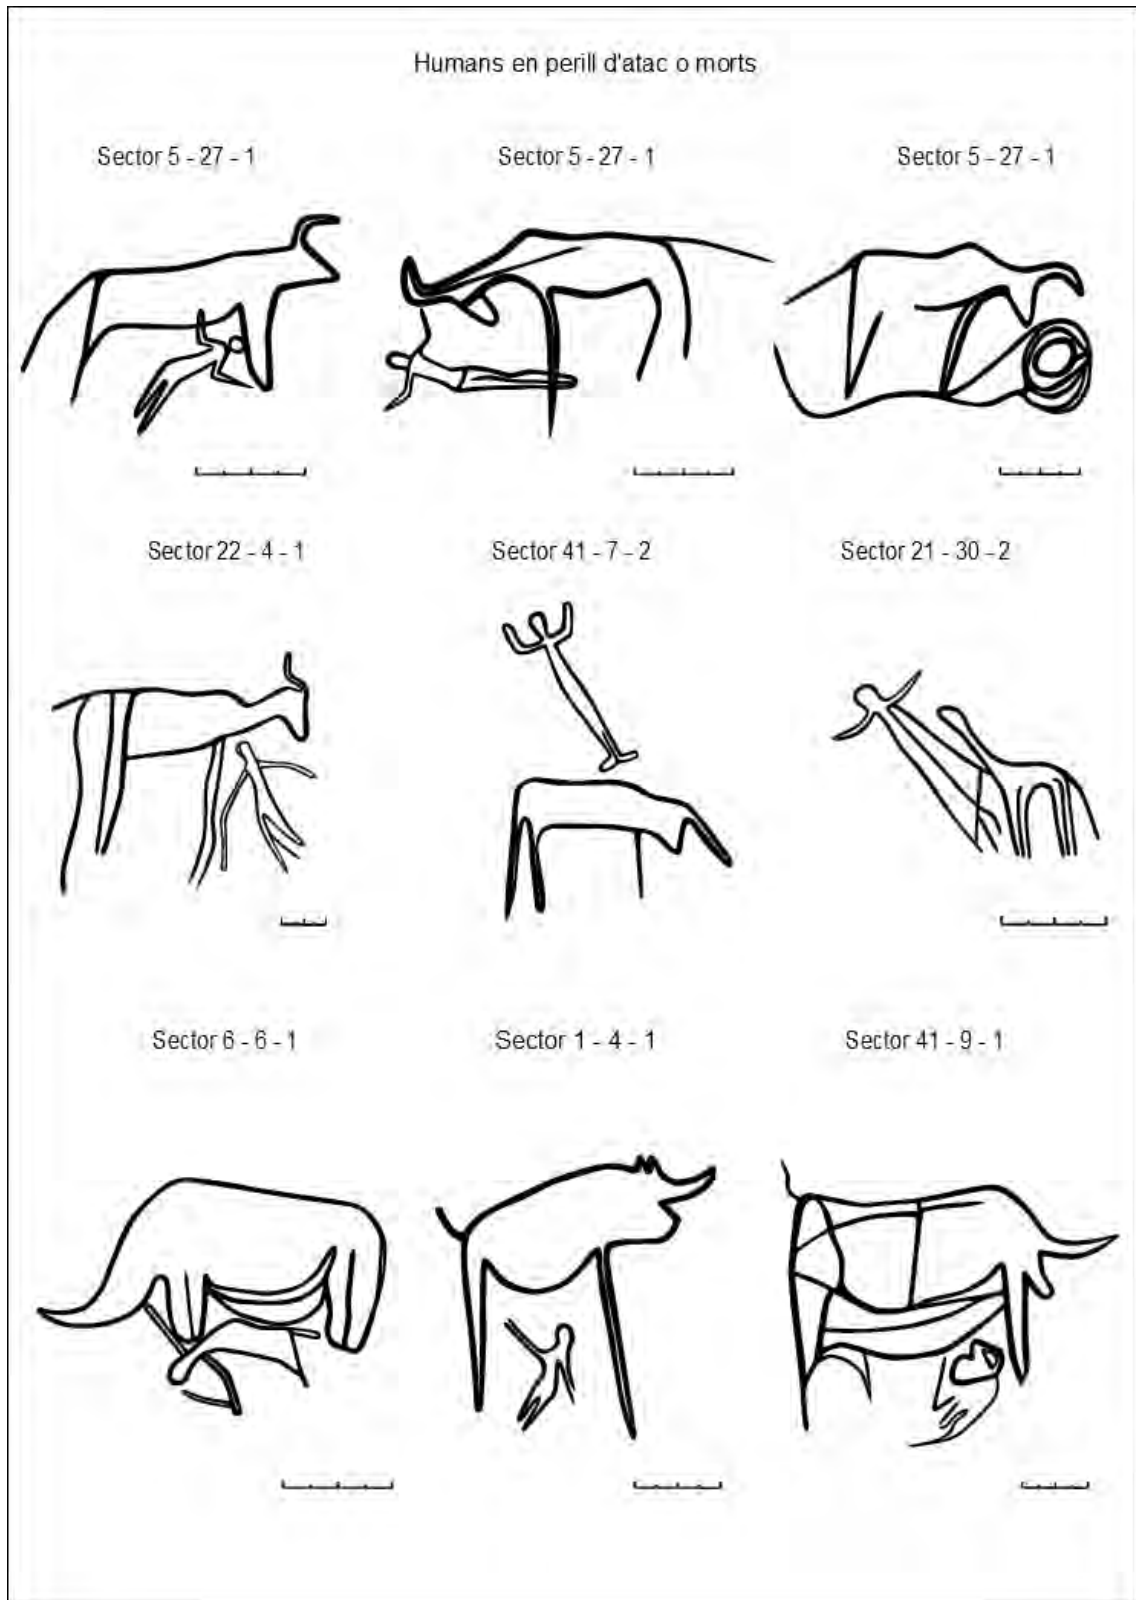 Humans en perill d'atac o morts
Sector 5 - 27 - 1
Sector 5 - 27 - 1
Sector 5 - 27 - 1
Sector 22 - 4 - 1
Sector 41 - 7 - 2
Sector 21 - 30 - 2
Sector 6 - 6 - 1
Sector 1 - 4 - 1
Sector 41 - 9 - 1